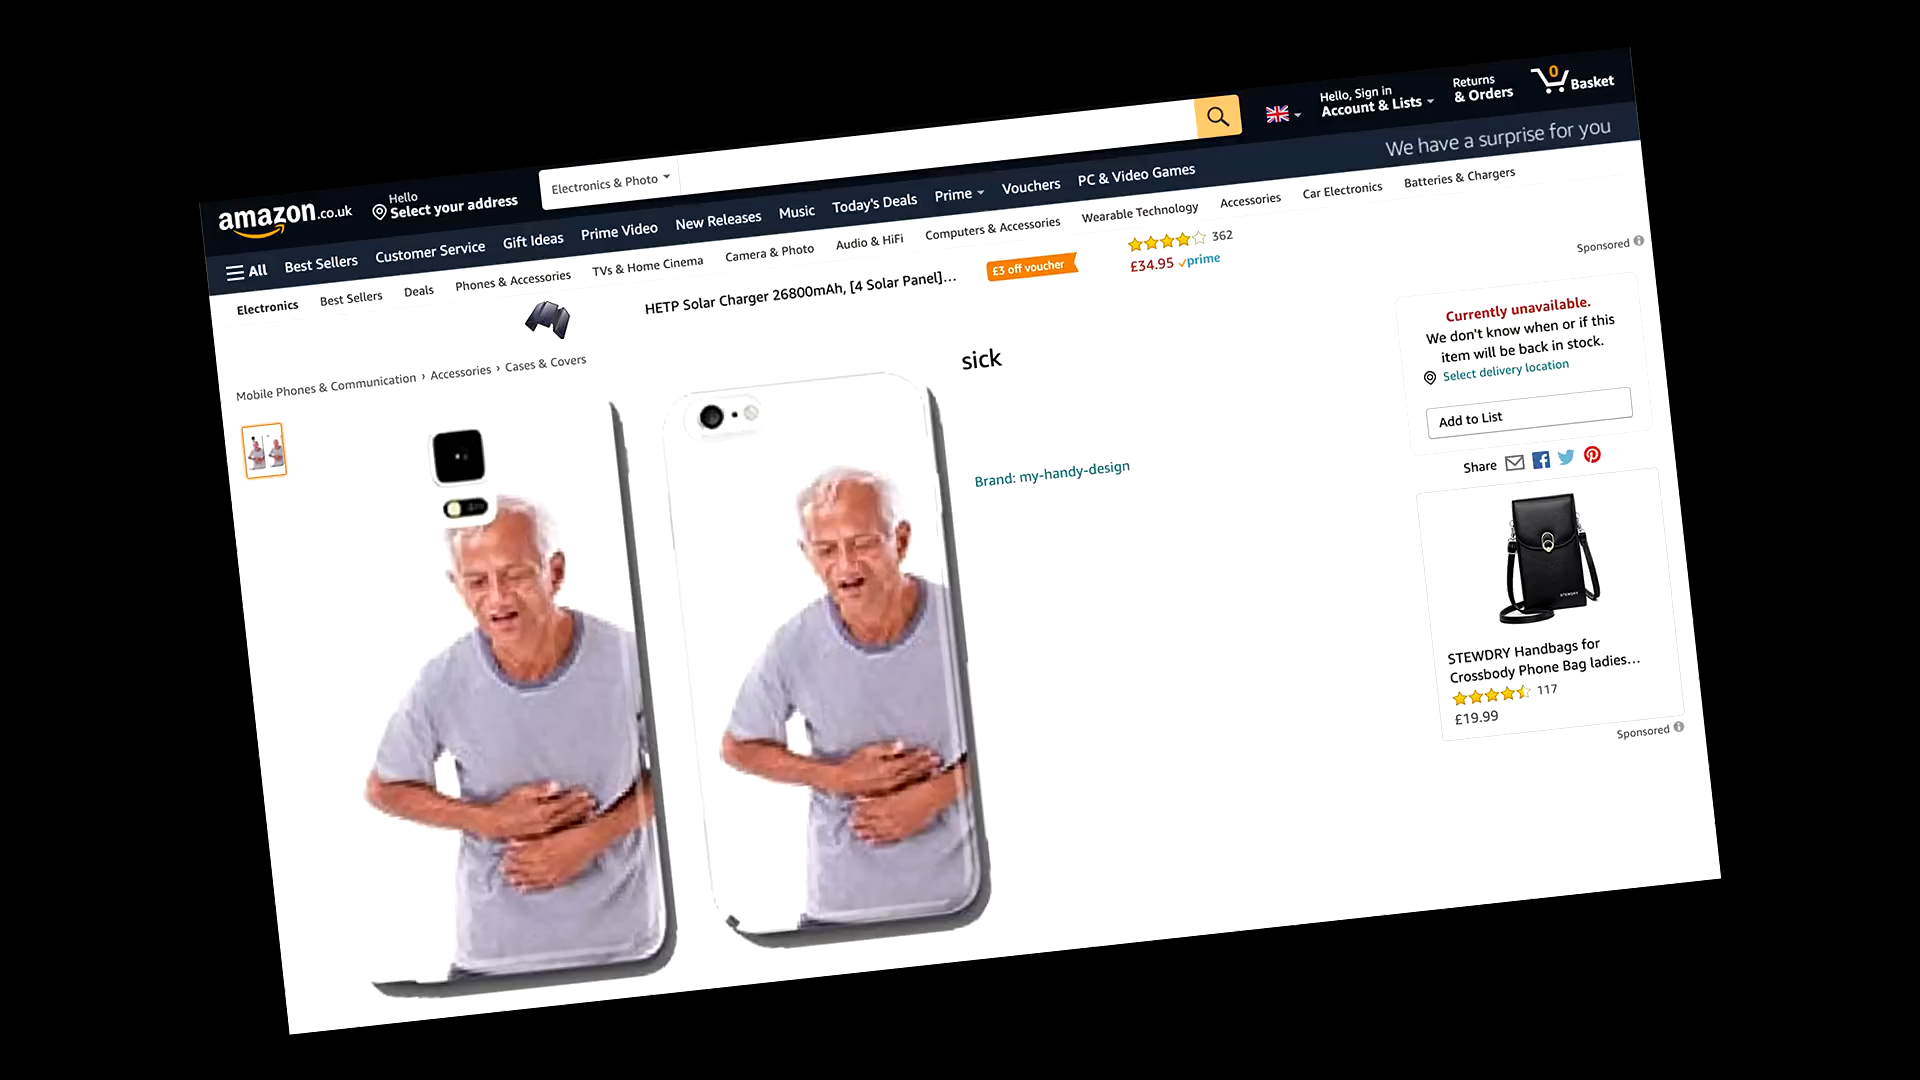 amazon.co.uk
Hello
Select your address
Electronics & Photo
Hello, Sign in
Account & Lists
Returns
& Orders
0
Basket
All
Best Sellers
Customer Service
Gift Ideas
Prime Video
New Releases
Music
Today's Deals
Prime
Vouchers
PC & Video Games
We have a surprise for you
Electronics
Best Sellers
Deals
Phones & Accessories
TVs & Home Cinema
Camera & Photo
Audio & HiFi
Computers & Accessories
Wearable Technology
Accessories
Car Electronics
Batteries & Chargers
HETP Solar Charger 26800mAh, [4 Solar Panel]...
£3 off voucher
362
£34.95 prime
Sponsored
Mobile Phones & Communication › Accessories › Cases & Covers
sick
Brand: my-handy-design
Currently unavailable.
We don't know when or if this
item will be back in stock.
Select delivery location
Add to List
Share
STEWDRY
STEWDRY Handbags for
Crossbody Phone Bag ladies...
117
£19.99
Sponsored